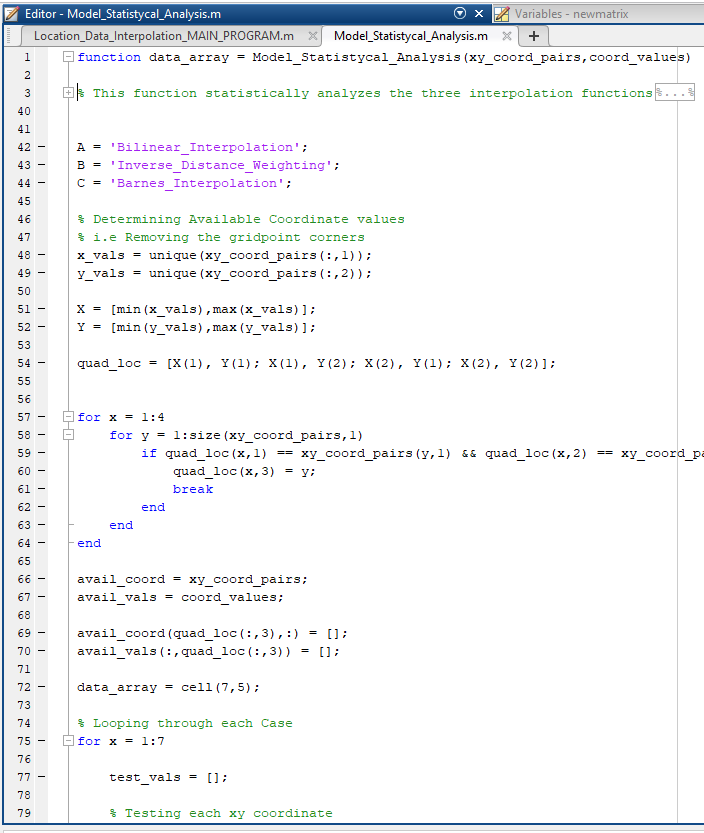 Editor - Model_Statistycal_Analysis.m
Variables - newmatrix
Location_Data_Interpolation_MAIN_PROGRAM.m
Model_Statistycal_Analysis.m
1 function data_array = Model_Statistycal_Analysis(xy_coord_pairs,coord_values)
2
3 % This function statistically analyzes the three interpolation functions%...%
40
41
42 – A = 'Bilinear_Interpolation';
43 – B = 'Inverse_Distance_Weighting';
44 – C = 'Barnes_Interpolation';
45
46 % Determining Available Coordinate values
47 % i.e Removing the gridpoint corners
48 – x_vals = unique(xy_coord_pairs(:,1));
49 – y_vals = unique(xy_coord_pairs(:,2));
50
51 – X = [min(x_vals),max(x_vals)];
52 – Y = [min(y_vals),max(y_vals)];
53
54 – quad_loc = [X(1), Y(1); X(1), Y(2); X(2), Y(1); X(2), Y(2)];
55
56
57 – for x = 1:4
58 – for y = 1:size(xy_coord_pairs,1)
59 – if quad_loc(x,1) == xy_coord_pairs(y,1) && quad_loc(x,2) == xy_coord_pa
60 – quad_loc(x,3) = y;
61 – break
62 – end
63 – end
64 – end
65
66 – avail_coord = xy_coord_pairs;
67 – avail_vals = coord_values;
68
69 – avail_coord(quad_loc(:,3),:) = [];
70 – avail_vals(:,quad_loc(:,3)) = [];
71
72 – data_array = cell(7,5);
73
74 % Looping through each Case
75 – for x = 1:7
76
77 – test_vals = [];
78
79 % Testing each xy coordinate